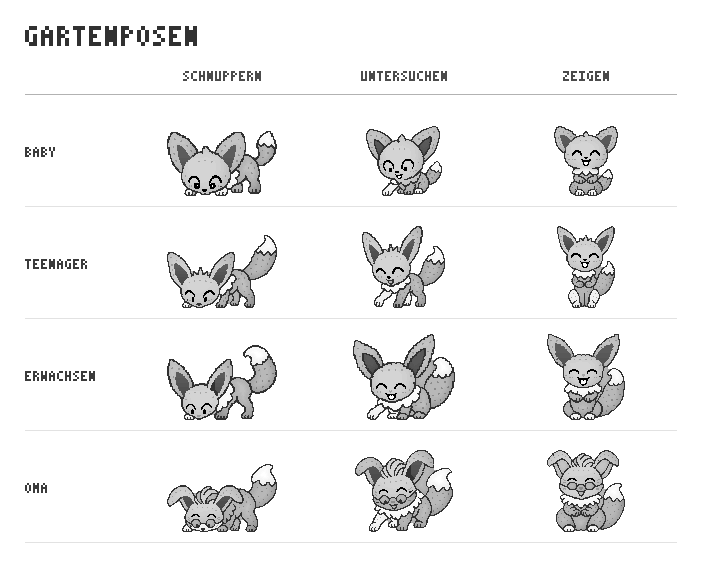 GARTENPOSEN
SCHNUPPERN UNTERSUCHEN ZEIGEN
BABY
TEENAGER
ERWACHSEN
OMA